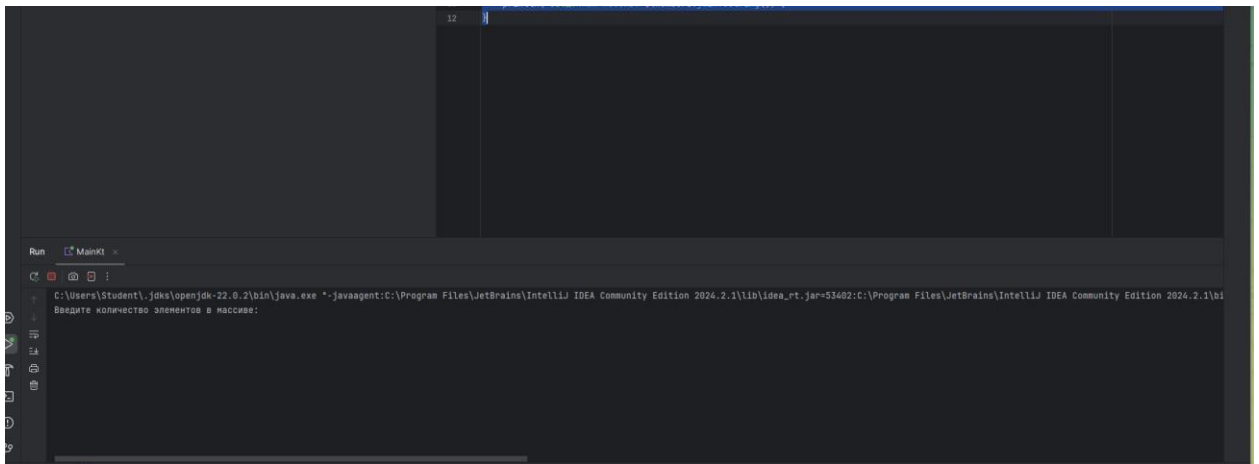 12 }
Run MainKt ×
C:\Users\Student\.jdks\openjdk-22.0.2\bin\java.exe "-javaagent:C:\Program Files\JetBrains\IntelliJ IDEA Community Edition 2024.2.1\lib\idea_rt.jar=53402:C:\Program Files\JetBrains\IntelliJ IDEA Community Edition 2024.2.1\bi
Введите количество элементов в массиве: